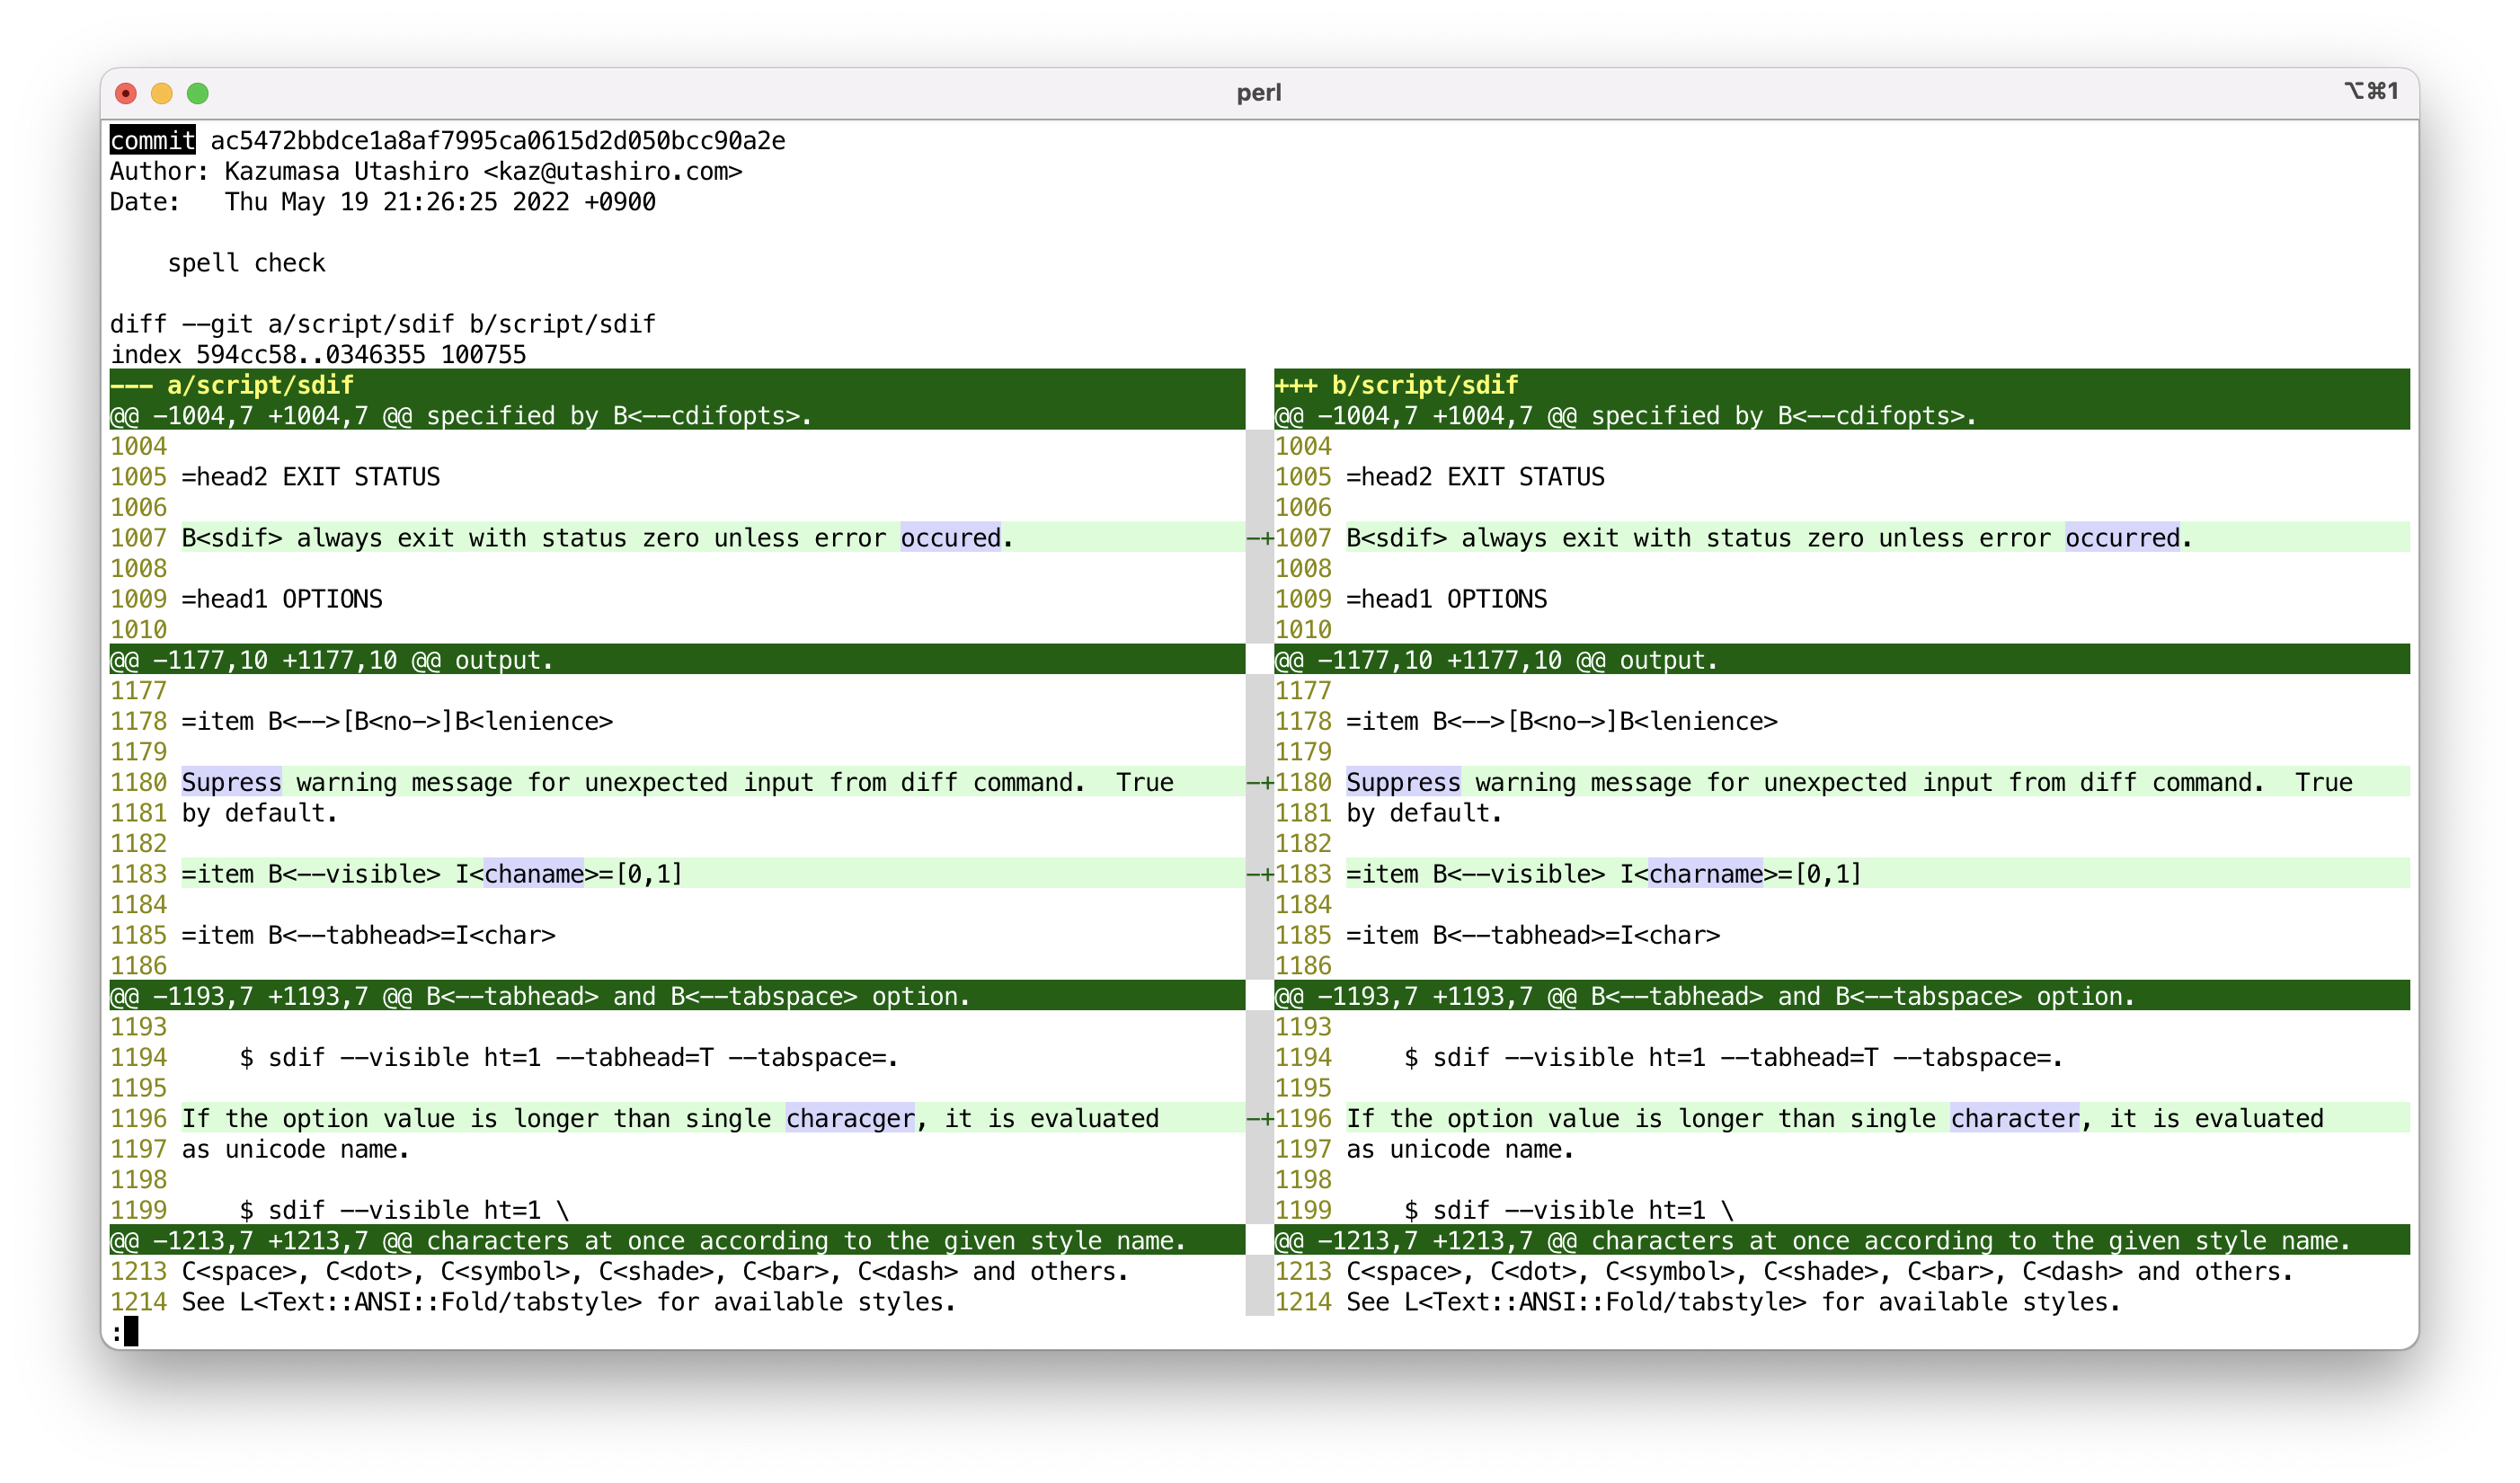 perl
⌥⌘1
commit ac5472bbdce1a8af7995ca0615d2d050bcc90a2e
Author: Kazumasa Utashiro <kaz@utashiro.com>
Date:   Thu May 19 21:26:25 2022 +0900
    spell check
diff --git a/script/sdif b/script/sdif
index 594cc58..0346355 100755
--- a/script/sdif
@@ -1004,7 +1004,7 @@ specified by B<--cdifopts>.
1004
1005 =head2 EXIT STATUS
1006
1007 B<sdif> always exit with status zero unless error occured.
1008
1009 =head1 OPTIONS
1010
@@ -1177,10 +1177,10 @@ output.
1177
1178 =item B<-->[B<no->]B<lenience>
1179
1180 Supress warning message for unexpected input from diff command.  True
1181 by default.
1182
1183 =item B<--visible> I<chaname>=[0,1]
1184
1185 =item B<--tabhead>=I<char>
1186
@@ -1193,7 +1193,7 @@ B<--tabhead> and B<--tabspace> option.
1193
1194     $ sdif --visible ht=1 --tabhead=T --tabspace=.
1195
1196 If the option value is longer than single characger, it is evaluated
1197 as unicode name.
1198
1199     $ sdif --visible ht=1 \
@@ -1213,7 +1213,7 @@ characters at once according to the given style name.
1213 C<space>, C<dot>, C<symbol>, C<shade>, C<bar>, C<dash> and others.
1214 See L<Text::ANSI::Fold/tabstyle> for available styles.
+++ b/script/sdif
@@ -1004,7 +1004,7 @@ specified by B<--cdifopts>.
1004
1005 =head2 EXIT STATUS
1006
-+1007 B<sdif> always exit with status zero unless error occurred.
1008
1009 =head1 OPTIONS
1010
@@ -1177,10 +1177,10 @@ output.
1177
1178 =item B<-->[B<no->]B<lenience>
1179
-+1180 Suppress warning message for unexpected input from diff command.  True
1181 by default.
1182
-+1183 =item B<--visible> I<charname>=[0,1]
1184
1185 =item B<--tabhead>=I<char>
1186
@@ -1193,7 +1193,7 @@ B<--tabhead> and B<--tabspace> option.
1193
1194     $ sdif --visible ht=1 --tabhead=T --tabspace=.
1195
-+1196 If the option value is longer than single character, it is evaluated
1197 as unicode name.
1198
1199     $ sdif --visible ht=1 \
@@ -1213,7 +1213,7 @@ characters at once according to the given style name.
1213 C<space>, C<dot>, C<symbol>, C<shade>, C<bar>, C<dash> and others.
1214 See L<Text::ANSI::Fold/tabstyle> for available styles.
: